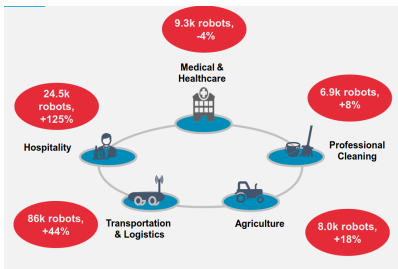 9.3k robots,
-4%
Medical &
Healthcare
24.5k
robots,
+125%
Hospitality
6.9k robots,
+8%
Professional
Cleaning
86k robots,
+44%
Transportation
& Logistics
Agriculture
8.0k robots,
+18%